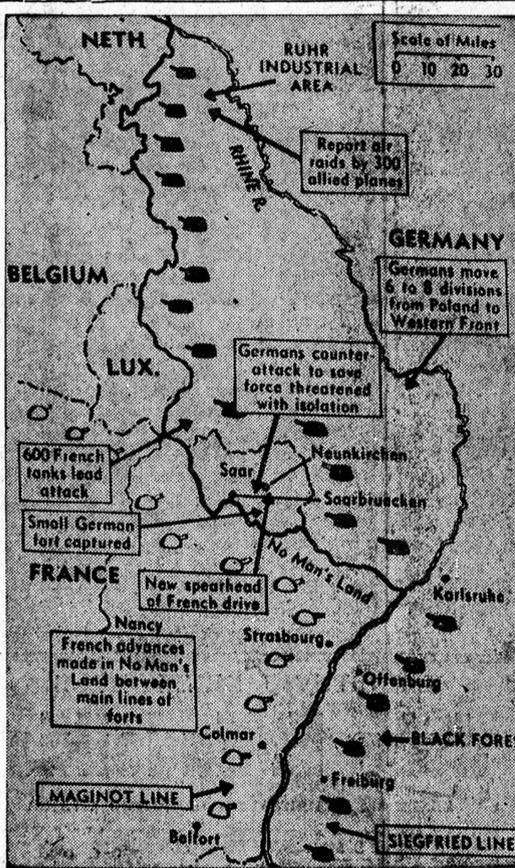 NETH.
RUHR
INDUSTRIAL
AREA
Scale of Miles
0 10 20 30
Report air
raids by 300
allied planes
RHINE R.
GERMANY
BELGIUM
Germans move
6 to 8 divisions
from Poland to
Western Front
LUX.
Germans counter-
attack to save
force threatened
with isolation
600 French
tanks lead
attack
Saar
Neunkirchen
Saarbruecken
Small German
fort captured
No Man's Land
FRANCE
New spearhead
of French drive
Karlsruhe
Nancy
Strasbourg
French advances
made in No Man's
Land between
main lines of
forts
Offenburg
Colmar
BLACK FORES
MAGINOT LINE
Freiburg
Belfort
SIEGFRIED LINE